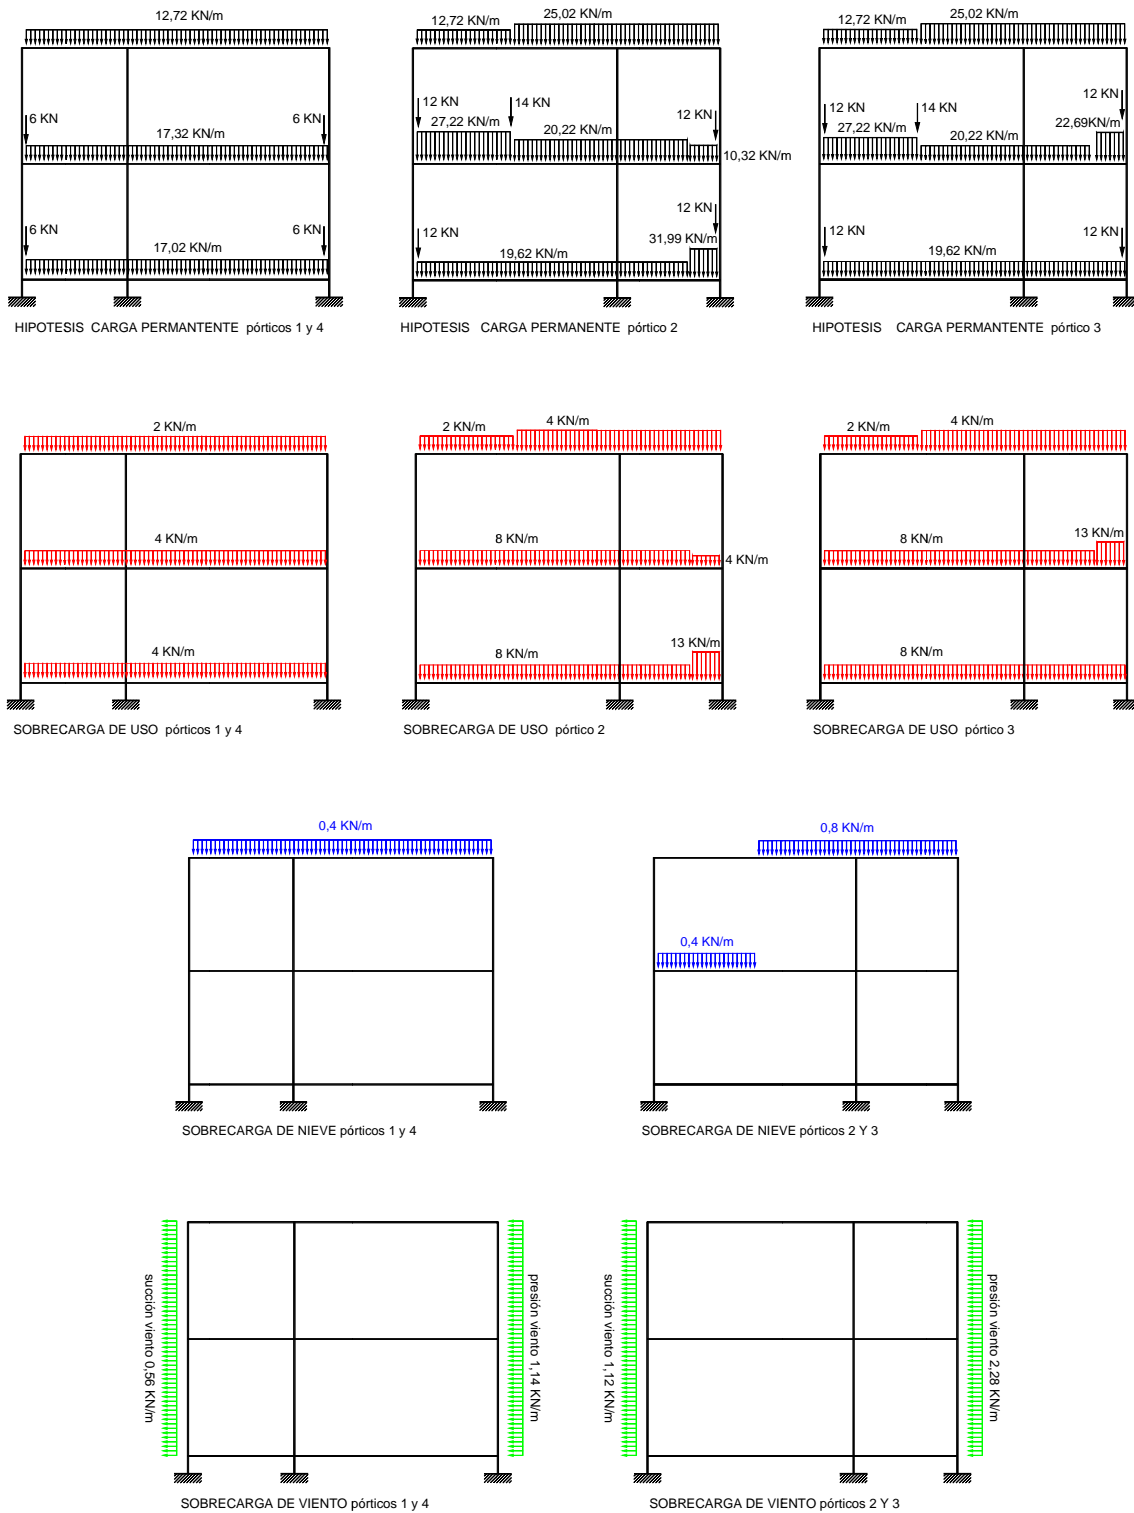 12,72 KN/m
6 KN
6 KN
17,32 KN/m
6 KN
6 KN
17,02 KN/m
HIPOTESIS CARGA PERMANTENTE pórticos 1 y 4
12,72 KN/m
25,02 KN/m
12 KN
14 KN
27,22 KN/m
12 KN
20,22 KN/m
10,32 KN/m
12 KN
12 KN
31,99 KN/m
19,62 KN/m
HIPOTESIS CARGA PERMANENTE pórtico 2
12,72 KN/m
25,02 KN/m
12 KN
12 KN
14 KN
27,22 KN/m
20,22 KN/m
22,69KN/m
12 KN
12 KN
19,62 KN/m
HIPOTESIS CARGA PERMANTENTE pórtico 3
2 KN/m
4 KN/m
4 KN/m
SOBRECARGA DE USO pórticos 1 y 4
2 KN/m
4 KN/m
8 KN/m
4 KN/m
13 KN/m
8 KN/m
SOBRECARGA DE USO pórtico 2
2 KN/m
4 KN/m
13 KN/m
8 KN/m
8 KN/m
SOBRECARGA DE USO pórtico 3
0,4 KN/m
SOBRECARGA DE NIEVE pórticos 1 y 4
0,8 KN/m
0,4 KN/m
SOBRECARGA DE NIEVE pórticos 2 Y 3
succión viento 0,56 KN/m
presión viento 1,14 KN/m
SOBRECARGA DE VIENTO pórticos 1 y 4
succión viento 1,12 KN/m
presión viento 2,28 KN/m
SOBRECARGA DE VIENTO pórticos 2 Y 3